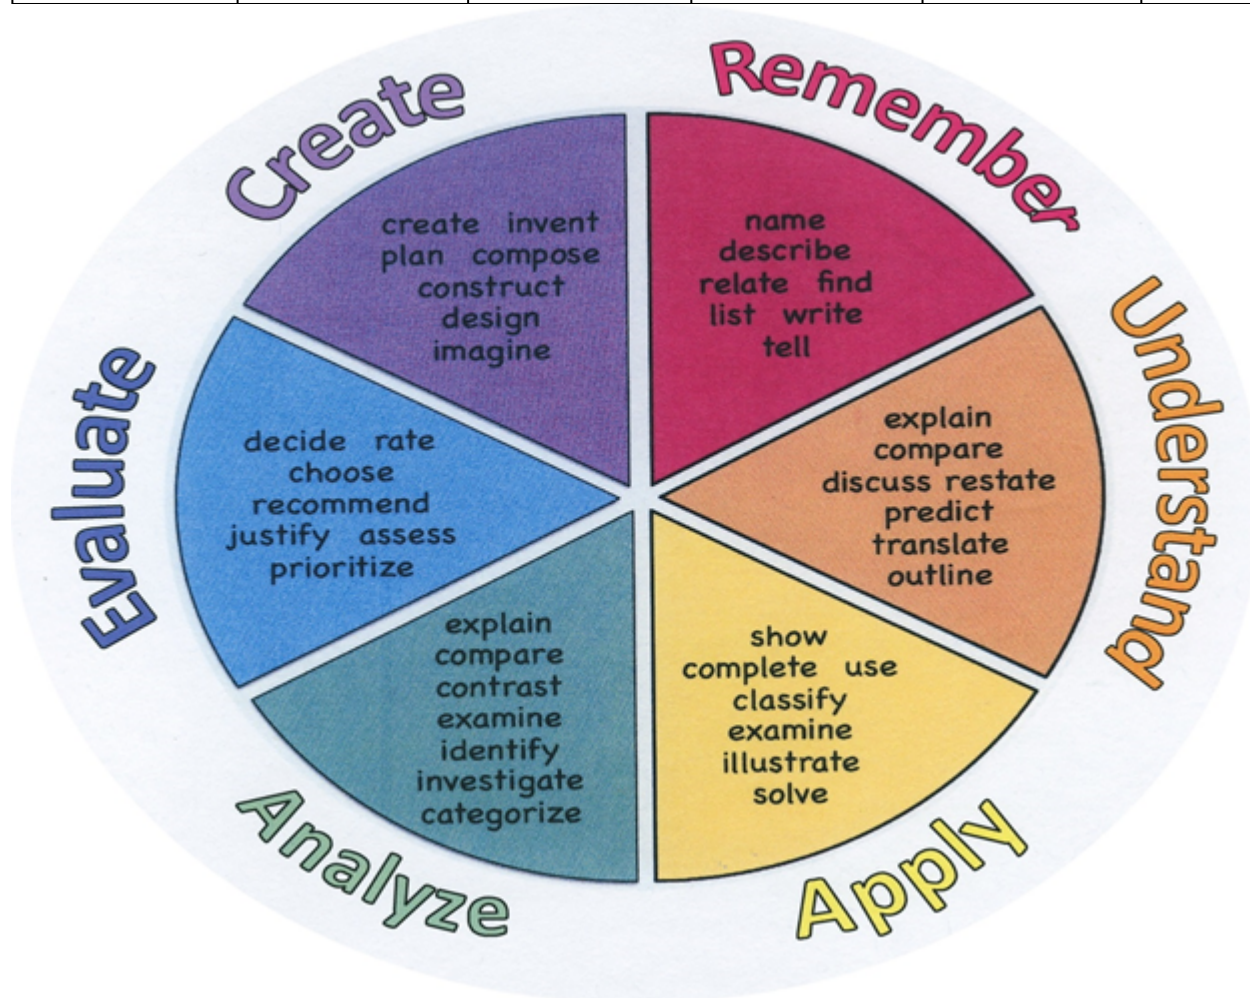 Remember
name
describe
relate find
list write
tell
Understand
explain
compare
discuss restate
predict
translate
outline
Apply
show
complete use
classify
examine
illustrate
solve
Analyze
explain
compare
contrast
examine
identify
investigate
categorize
Evaluate
decide rate
choose
recommend
justify assess
prioritize
Create
create invent
plan compose
construct
design
imagine